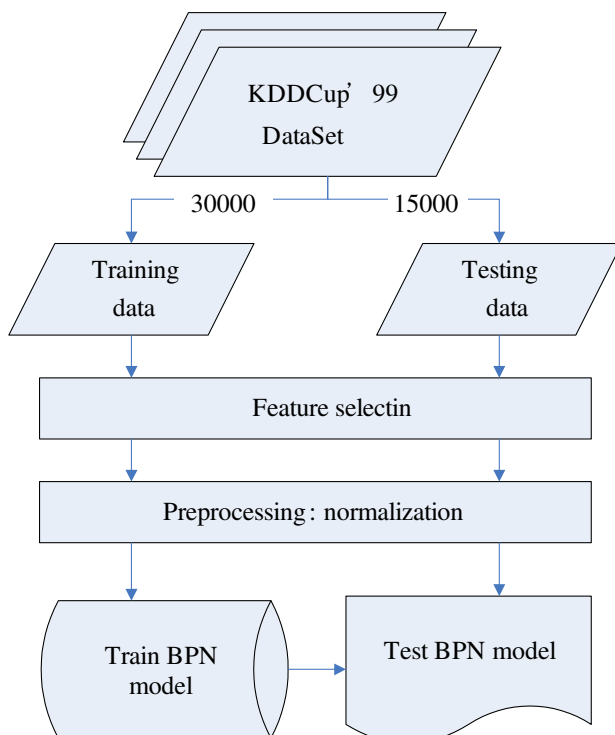 KDDCup’ 99
DataSet
30000
15000
Training
data
Testing
data
Feature selectin
Preprocessing: normalization
Train BPN
model
Test BPN model